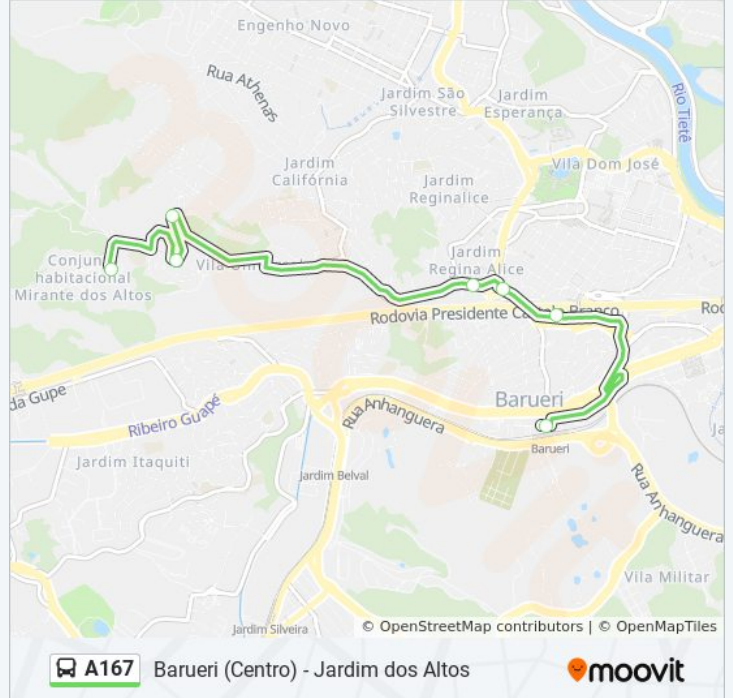 Engenho Novo
Rua Athenas
Jardim São
Silvestre
Jardim
Esperança
Rio Tietê
Vila Dom José
Jardim
Califórnia
Jardim
Reginalice
Jardim
Regina Alice
habitacional
Mirante dos Altos
Rodovia Presidente Castelo Branco
da Gupe
Ribeiro Guapé
Rua Anhanguera
Barueri
Barueri
Jardim Itaquiti
Jardim Belval
Rua Anhanguera
Vila Militar
Jardim Silveira
© OpenStreetMap contributors | © OpenMapTiles
A167 Barueri (Centro) - Jardim dos Altos
moovit